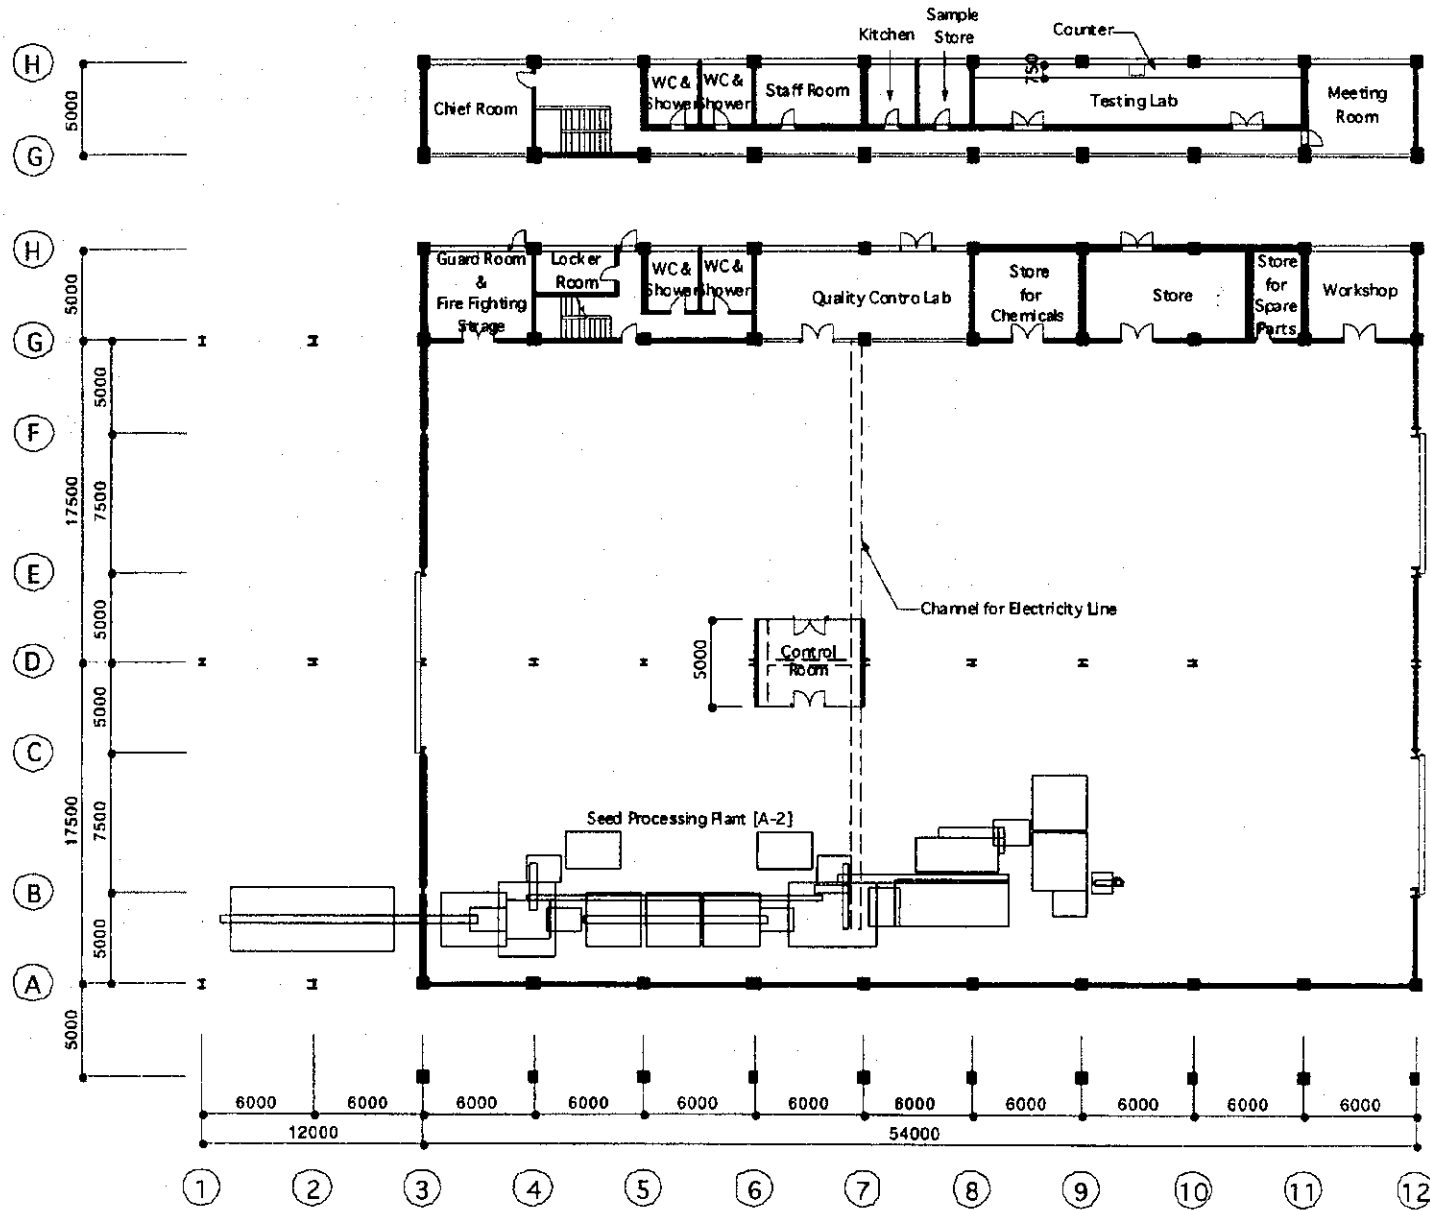 Sample
Store
Kitchen
Counter
H
5000
G
750
Chief Room
WC &
Shower
WC &
Shower
Staff Room
Testing Lab
Meeting
Room
H
5000
G
Guard Room
&
Fire Fighting
Strage
Locker
Room
WC &
Shower
WC &
Shower
Quality Contro Lab
Store
for
Chemicals
Store
Store
for
Spare
Parts
Workshop
5000
F
17500
7500
E
5000
Channel for Electricity Line
D
5000
Control
Room
5000
C
17500
7500
Seed Processing Plant [A-2]
B
5000
A
5000
6000
6000
6000
6000
6000
6000
6000
6000
6000
6000
6000
12000
54000
1
2
3
4
5
6
7
8
9
10
11
12